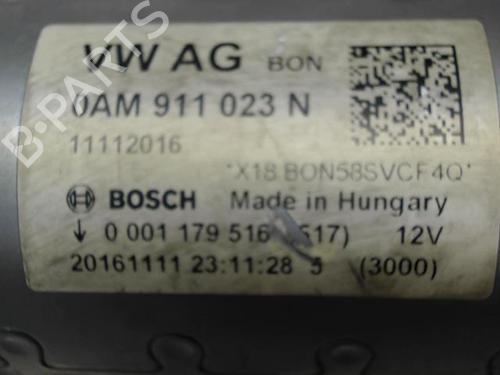 VW AG BON
0AM 911 023 N
11112016
*X18.BON58SVCF4Q*
BOSCH Made in Hungary
0 001 179 516 517) 12V
20161111 23:11:28 5 (3000)